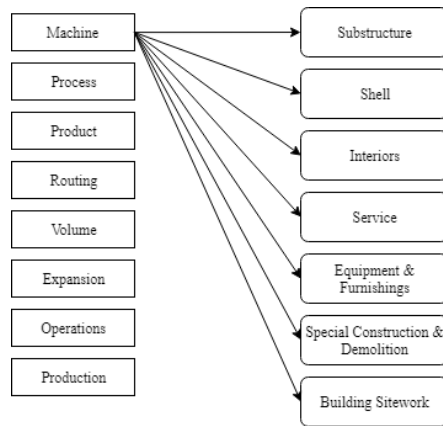 Machine
Process
Product
Routing
Volume
Expansion
Operations
Production
Substructure
Shell
Interiors
Service
Equipment &
Furnishings
Special Construction &
Demolition
Building Sitework